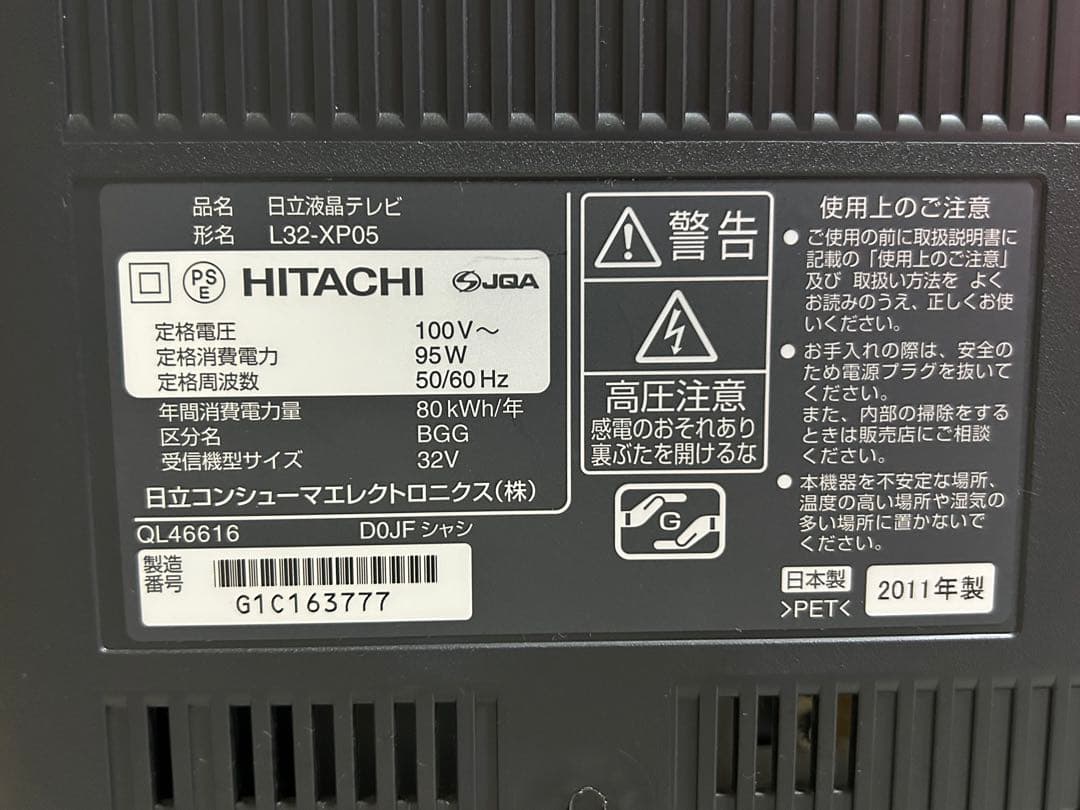 品名 日立液晶テレビ
形名 L32-XP05
PS
E
HITACHI JQA
定格電圧 100V～
定格消費電力 95W
定格周波数 50/60Hz
年間消費電力量 80kWh/年
区分名 BGG
受信機型サイズ 32V
日立コンシューマエレクトロニクス(株)
QL46616 D0JFシャシ
製造
番号
G1C163777
警告
高圧注意
感電のおそれあり
裏ぶたを開けるな
G
使用上のご注意
● ご使用の前に取扱説明書に
記載の「使用上のご注意」
及び 取扱い方法を よく
お読みのうえ、正しくお使
いください。
● お手入れの際は、安全の
ため電源プラグを抜いて
ください。
また、内部の掃除をする
ときは販売店にご相談
ください。
● 本機器を不安定な場所、
温度の高い場所や湿気の
多い場所に置かないで
ください。
日本製
>PET<
2011年製